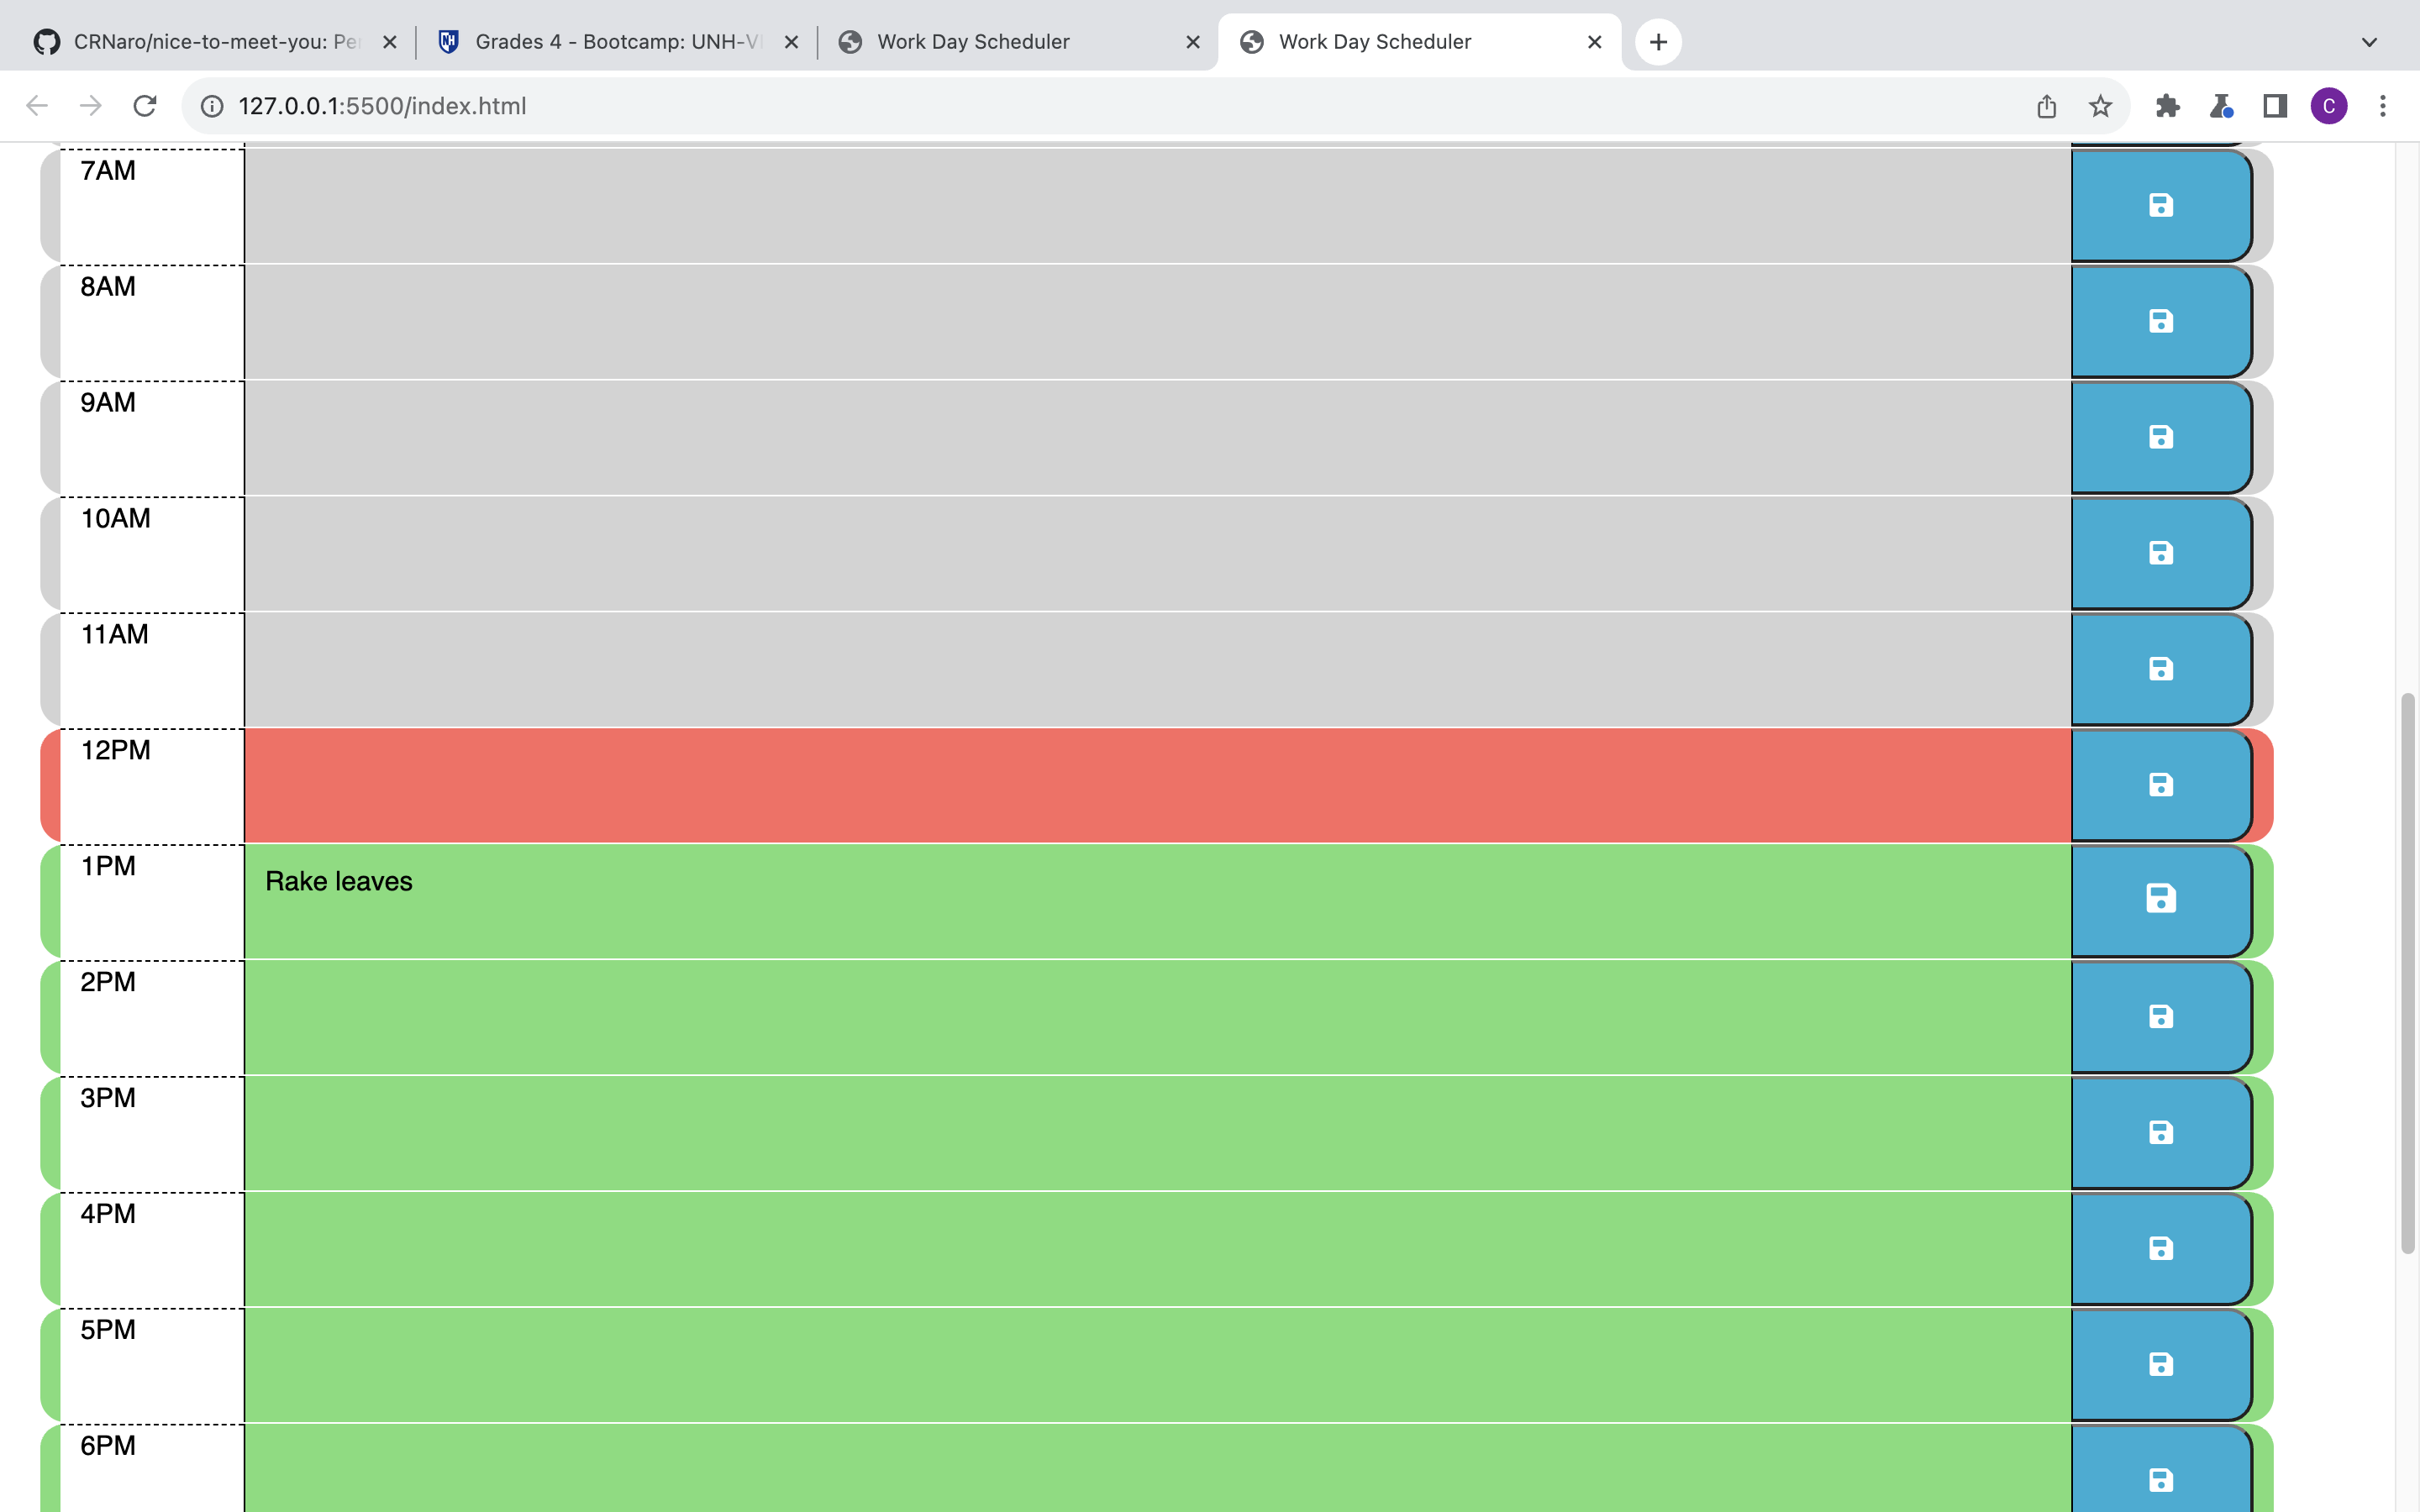 CRNaro/nice-to-meet-you: Pe
Grades 4 - Bootcamp: UNH-VI
Work Day Scheduler
Work Day Scheduler
127.0.0.1:5500/index.html
C
7AM
8AM
9AM
10AM
11AM
12PM
1PM
Rake leaves
2PM
3PM
4PM
5PM
6PM